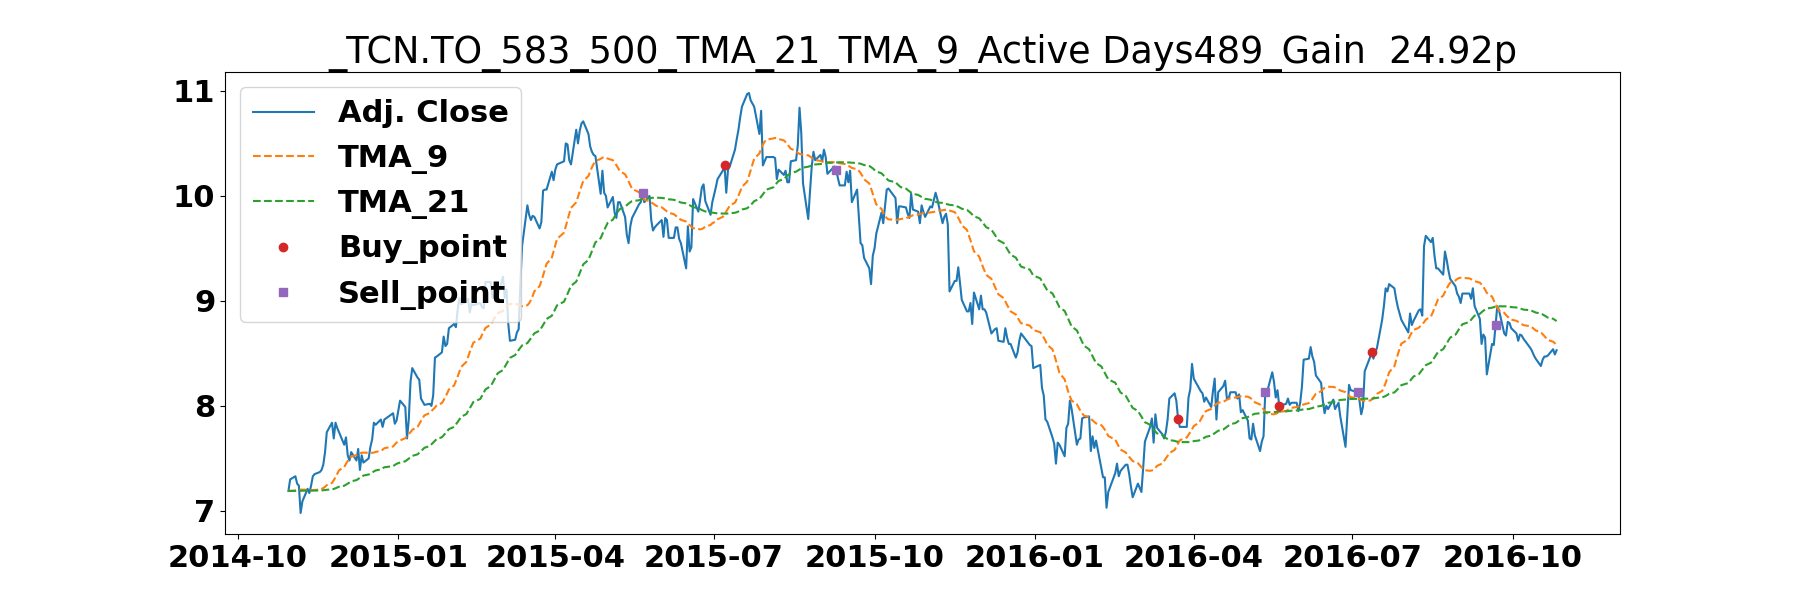 _TCN.TO_583_500_TMA_21_TMA_9_Active Days489_Gain  24.92p
11
10
9
8
7
Adj. Close
TMA_9
TMA_21
Buy_point
Sell_point
2014-10 2015-01 2015-04 2015-07 2015-10 2016-01 2016-04 2016-07 2016-10